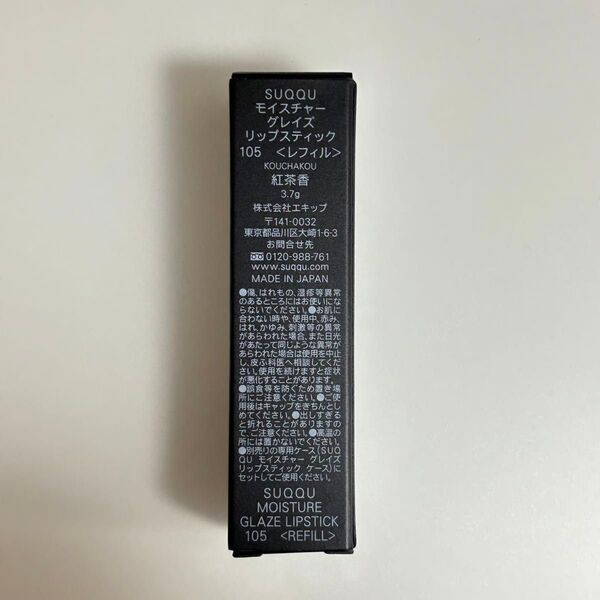 SUQQU
モイスチャー
グレイズ
リップスティック
105 <レフィル>
KOUCHAKOU
紅茶香
3.7g
株式会社エキップ
〒141-0032
東京都品川区大崎1-6-3
お問合せ先
0120-988-761
www.suqqu.com
MADE IN JAPAN
●傷、はれもの、湿疹等異常
のあるところにはお使いにな
らないでください。●お肌に
合わない時や、使用中、赤み、
はれ、かゆみ、刺激等の異常
があらわれた場合、また日光
があたって同じような異常が
あらわれた場合は使用を中止
し、皮ふ科医へ相談してくだ
さい。使用を続けますと症状
が悪化することがあります。
●誤食等を防ぐため置き場
所にご注意ください。●ご使
用後はキャップをきちんとし
めてください。●出しすぎる
と折れることがありますの
で、ご注意ください。●高温の
所には置かないでください。
●別売りの専用ケース(SUQ
QU モイスチャー グレイズ
リップスティック ケース)に
セットしてご使用ください。
SUQQU
MOISTURE
GLAZE LIPSTICK
105 <REFILL>